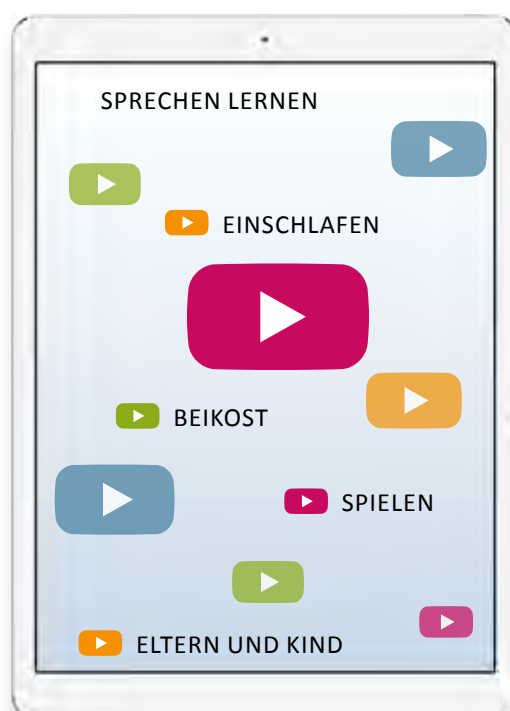 SPRECHEN LERNEN
EINSCHLAFEN
BEIKOST
SPIELEN
ELTERN UND KIND